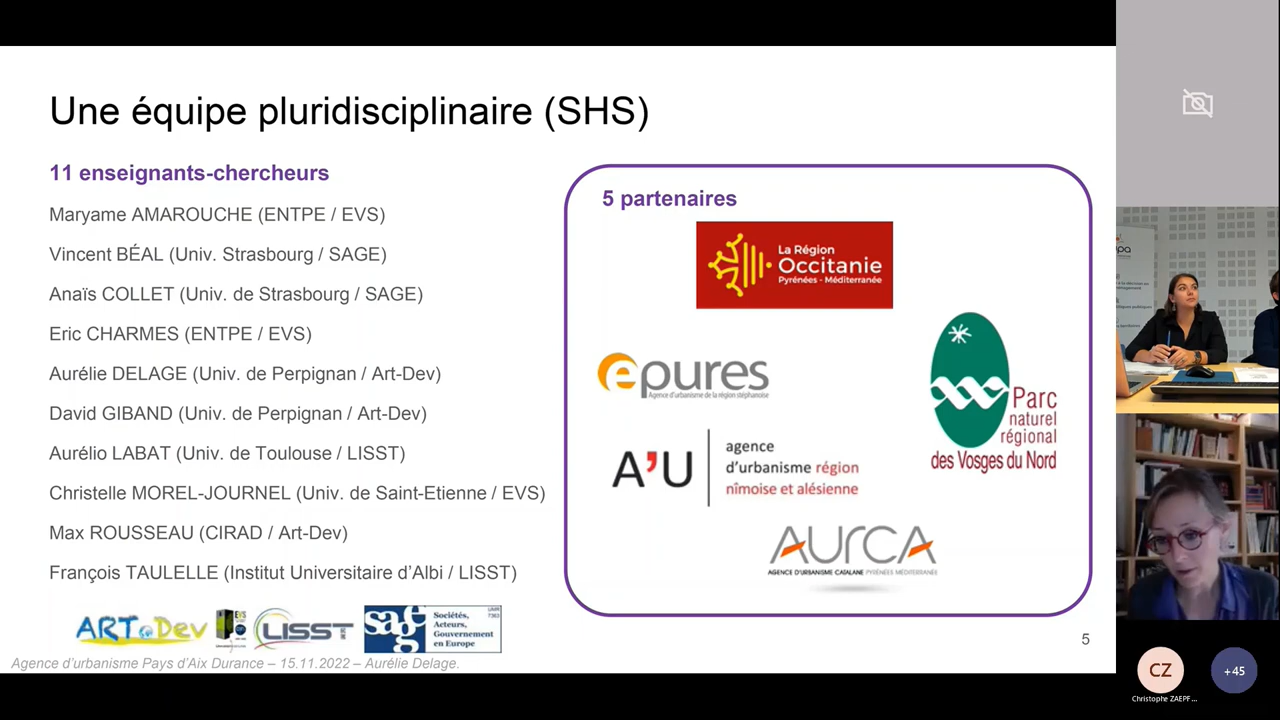 Une équipe pluridisciplinaire (SHS)
11 enseignants-chercheurs
Maryame AMAROUCHE (ENTPE / EVS)
Vincent BÉAL (Univ. Strasbourg / SAGE)
Anaïs COLLET (Univ. de Strasbourg / SAGE)
Eric CHARMES (ENTPE / EVS)
Aurélie DELAGE (Univ. de Perpignan / Art-Dev)
David GIBAND (Univ. de Perpignan / Art-Dev)
Aurélio LABAT (Univ. de Toulouse / LISST)
Christelle MOREL-JOURNEL (Univ. de Saint-Etienne / EVS)
Max ROUSSEAU (CIRAD / Art-Dev)
François TAULELLE (Institut Universitaire d'Albi / LISST)
ART Dev
EVS
LISST
sage
UMR
7363
Sociétés,
Acteurs,
Gouvernement
en Europe
5 partenaires
La Région
Occitanie
Pyrénées - Méditerranée
epures
Agence d'urbanisme de la région stéphanoise
Parc
naturel
régional
des Vosges du Nord
A'U
agence
d'urbanisme région
nîmoise et alésienne
AURCA
AGENCE D'URBANISME CATALANE PYRÉNÉES MÉDITERRANÉE
5
Agence d'urbanisme Pays d'Aix Durance – 15.11.2022 – Aurélie Delage.
CZ
Christophe ZAEPF...
+45